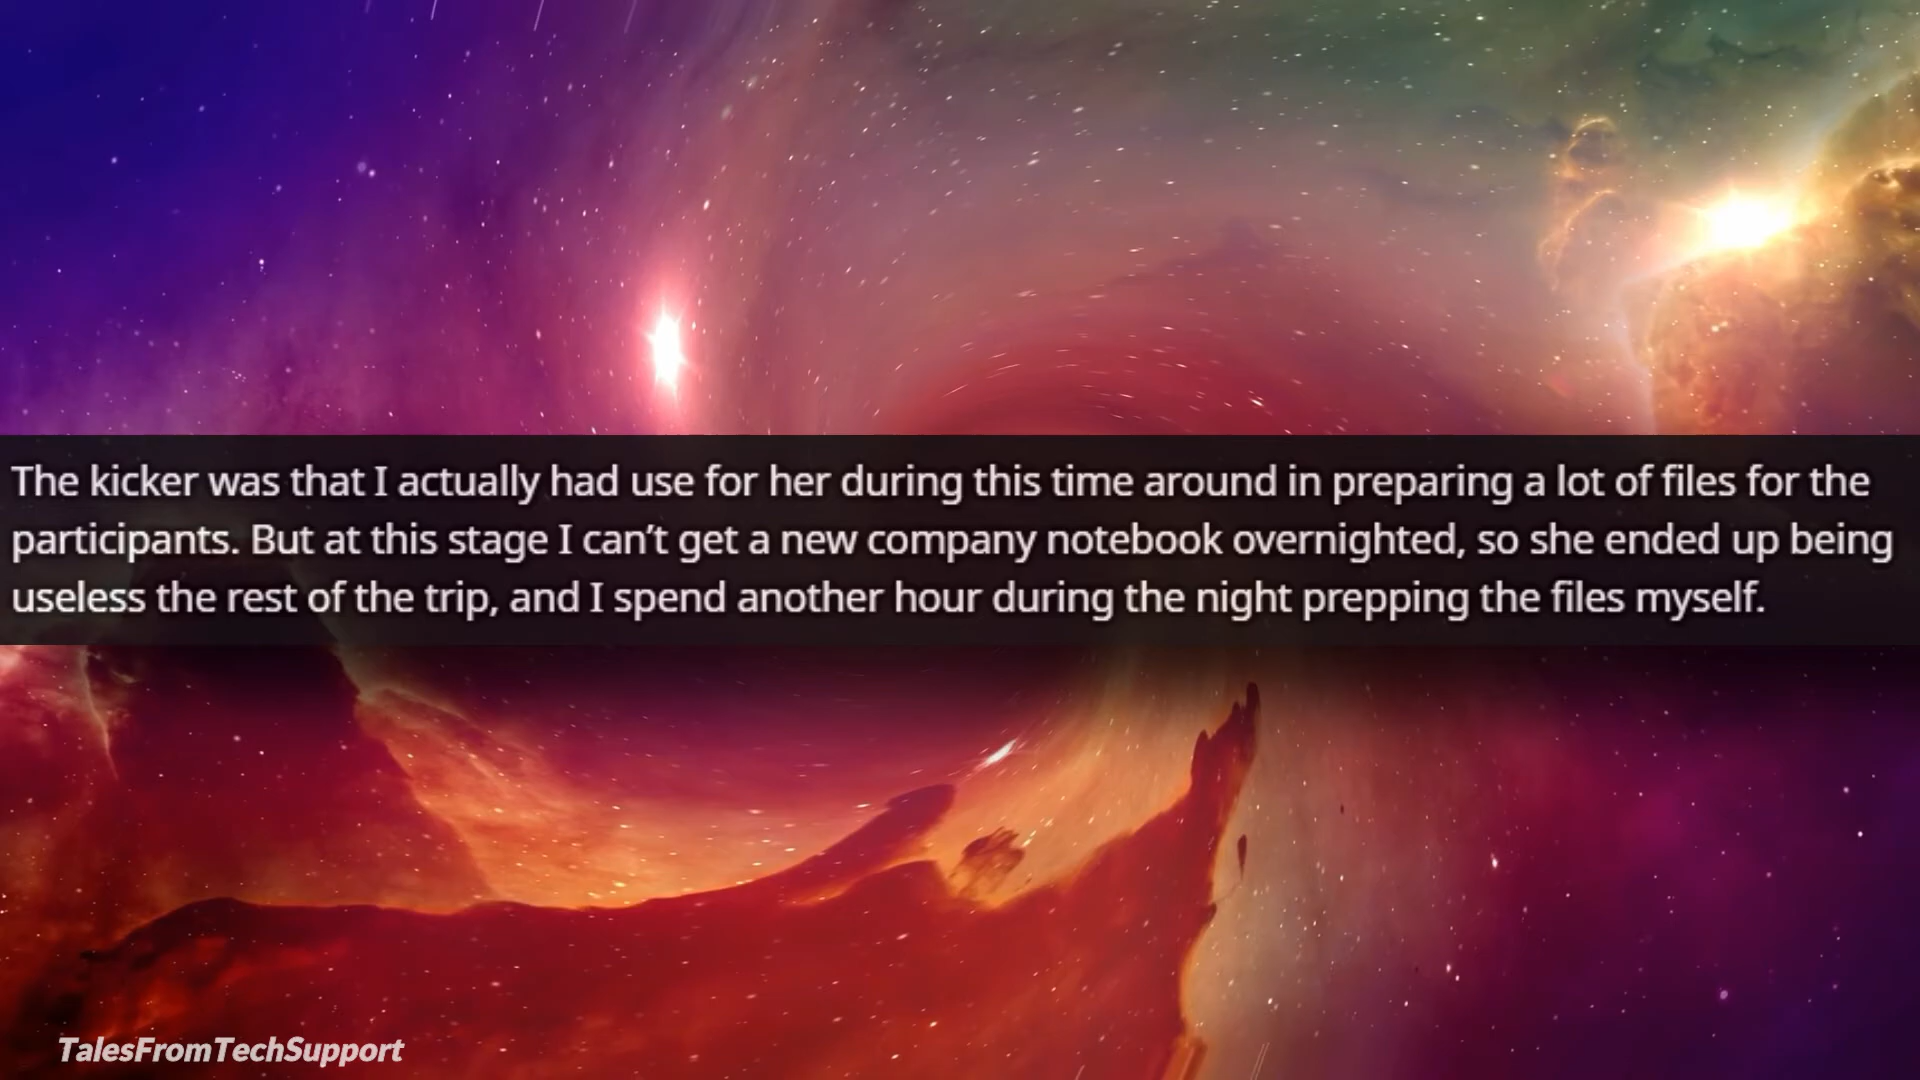 The kicker was that I actually had use for her during this time around in preparing a lot of files for the
participants. But at this stage I can’t get a new company notebook overnighted, so she ended up being
useless the rest of the trip, and I spend another hour during the night prepping the files myself.
TalesFromTechSupport